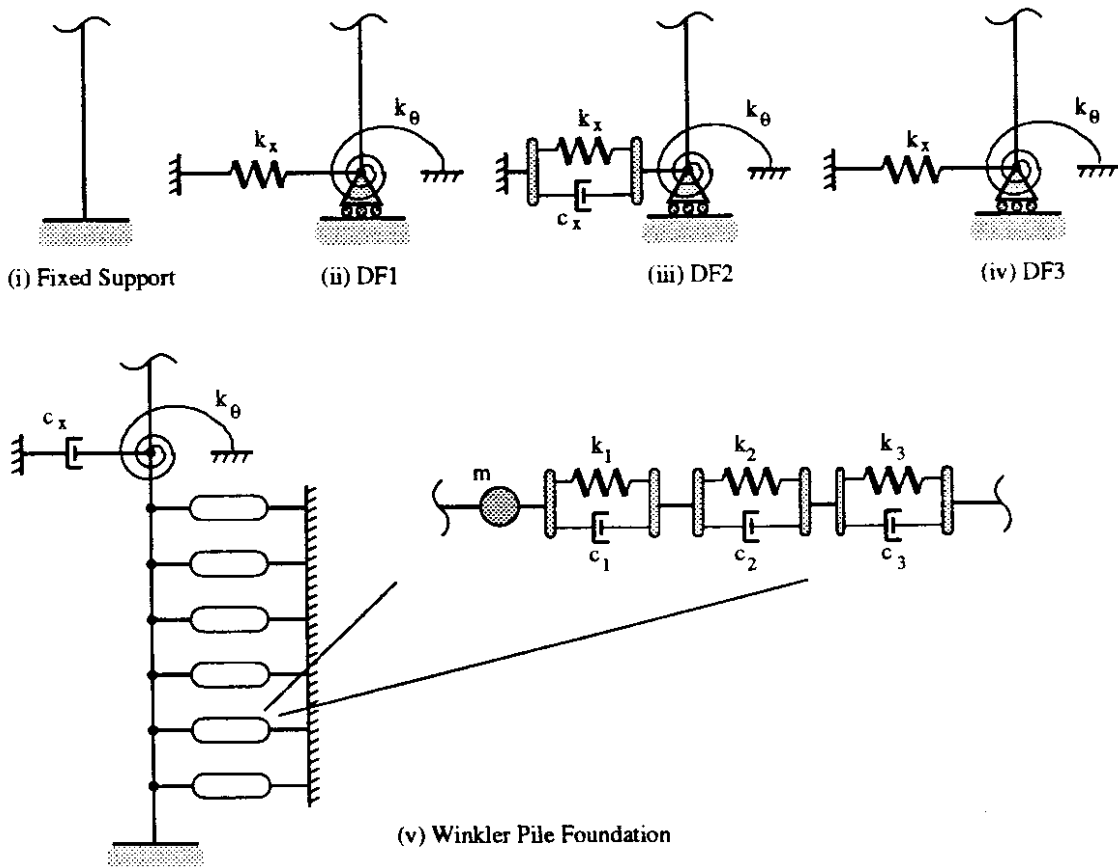 k_θ
k_x
k_x
c_x
k_θ
k_x
k_θ
(i) Fixed Support
(ii) DF1
(iii) DF2
(iv) DF3
c_x
k_θ
m
k_1
k_2
k_3
c_1
c_2
c_3
(v) Winkler Pile Foundation